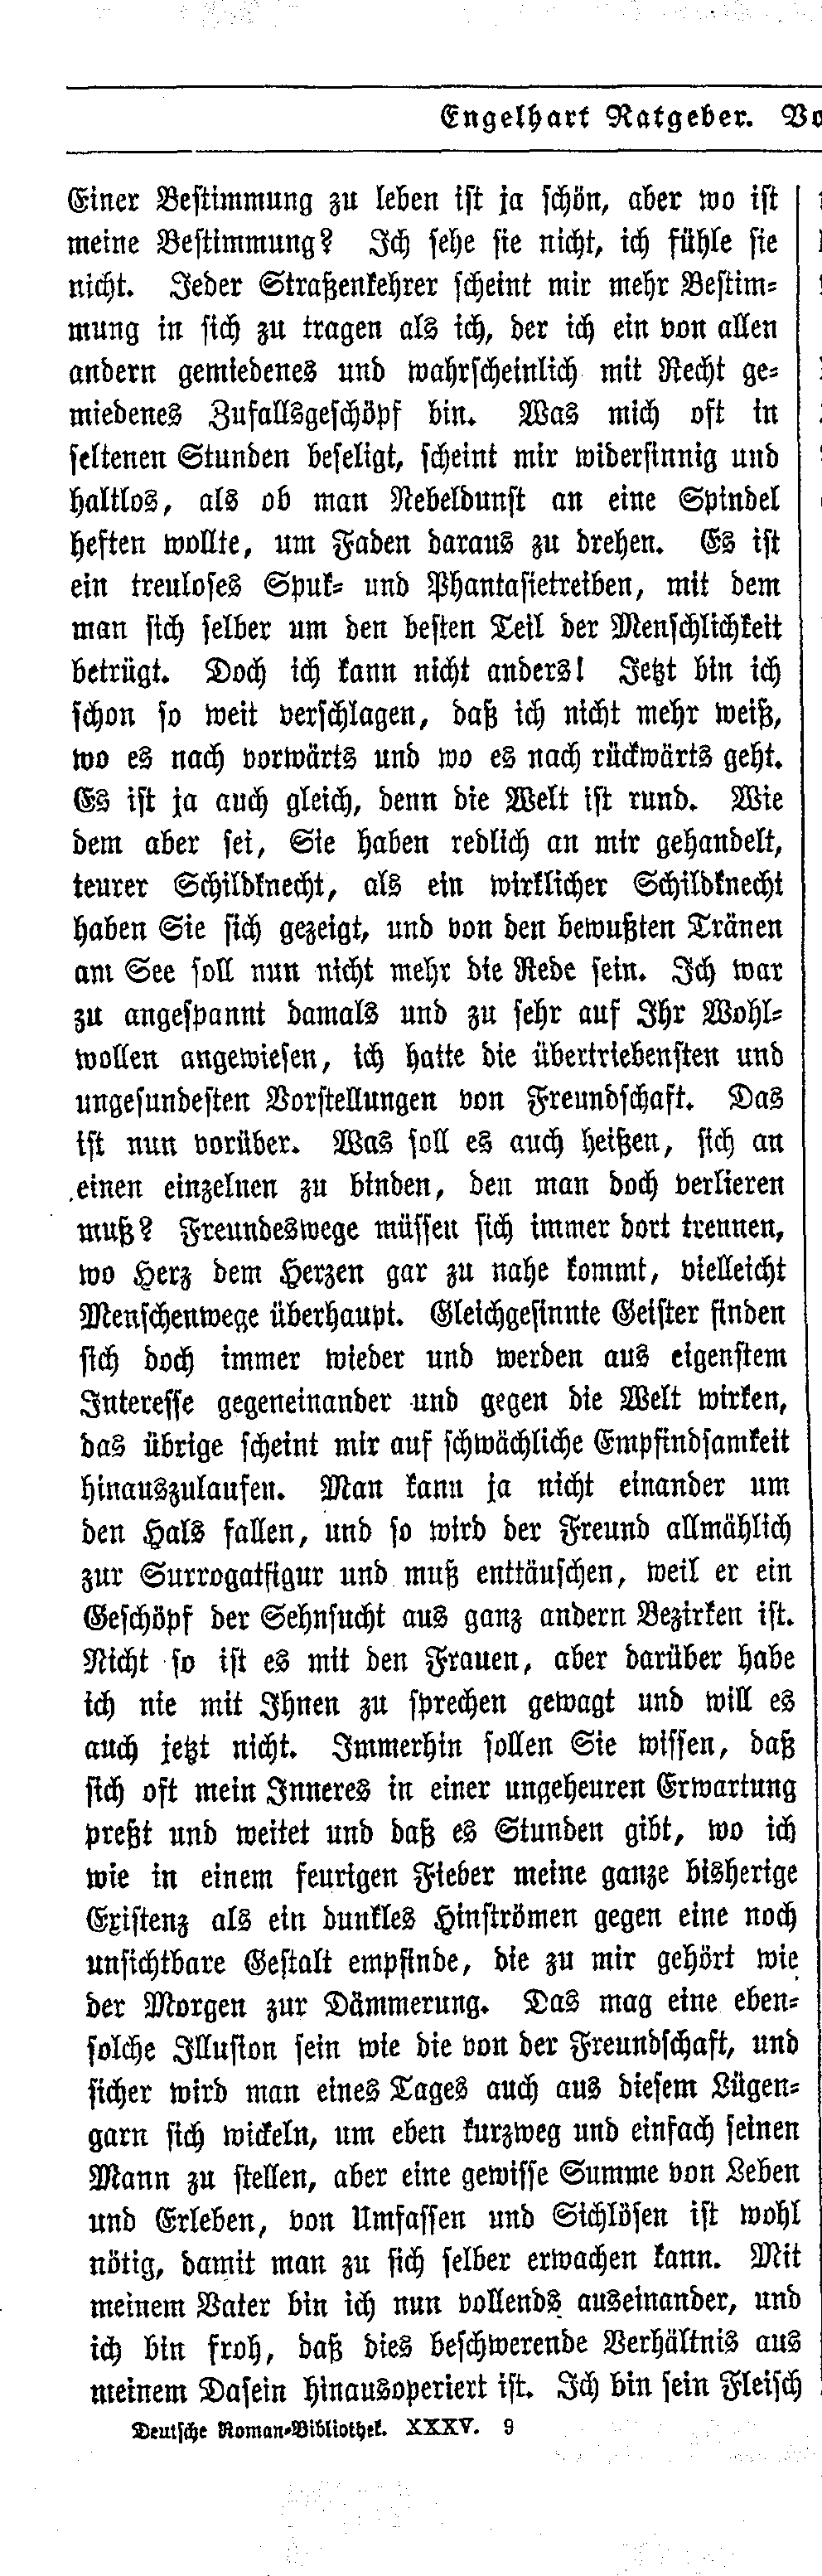 Engelhart Ratgeber. Vo
Einer Bestimmung zu leben ist ja schön, aber wo ist
meine Bestimmung? Ich sehe sie nicht, ich fühle sie
nicht. Jeder Straßenkehrer scheint mir mehr Bestim-
mung in sich zu tragen als ich, der ich ein von allen
andern gemiedenes und wahrscheinlich mit Recht ge-
miedenes Zufallsgeschöpf bin. Was mich oft in
seltenen Stunden beseligt, scheint mir widersinnig und
haltlos, als ob man Nebeldunst an eine Spindel
heften wollte, um Faden daraus zu drehen. Es ist
ein treuloses Spuk- und Phantasietreiben, mit dem
man sich selber um den besten Teil der Menschlichkeit
betrügt. Doch ich kann nicht anders! Jetzt bin ich
schon so weit verschlagen, daß ich nicht mehr weiß,
wo es nach vorwärts und wo es nach rückwärts geht.
Es ist ja auch gleich, denn die Welt ist rund. Wie
dem aber sei, Sie haben redlich an mir gehandelt,
teurer Schildknecht, als ein wirklicher Schildknecht
haben Sie sich gezeigt, und von den bewußten Tränen
am See soll nun nicht mehr die Rede sein. Ich war
zu angespannt damals und zu sehr auf Ihr Wohl-
wollen angewiesen, ich hatte die übertriebensten und
ungesundesten Vorstellungen von Freundschaft. Das
ist nun vorüber. Was soll es auch heißen, sich an
einen einzelnen zu binden, den man doch verlieren
muß? Freundeswege müssen sich immer dort trennen,
wo Herz dem Herzen gar zu nahe kommt, vielleicht
Menschenwege überhaupt. Gleichgesinnte Geister finden
sich doch immer wieder und werden aus eigenstem
Interesse gegeneinander und gegen die Welt wirken,
das übrige scheint mir auf schwächliche Empfindsamkeit
hinauszulaufen. Man kann ja nicht einander um
den Hals fallen, und so wird der Freund allmählich
zur Surrogatfigur und muß enttäuschen, weil er ein
Geschöpf der Sehnsucht aus ganz andern Bezirken ist.
Nicht so ist es mit den Frauen, aber darüber habe
ich nie mit Ihnen zu sprechen gewagt und will es
auch jetzt nicht. Immerhin sollen Sie wissen, daß
sich oft mein Inneres in einer ungeheuren Erwartung
preßt und weitet und daß es Stunden gibt, wo ich
wie in einem feurigen Fieber meine ganze bisherige
Existenz als ein dunkles Hinströmen gegen eine noch
unsichtbare Gestalt empfinde, die zu mir gehört wie
der Morgen zur Dämmerung. Das mag eine eben-
solche Illusion sein wie die von der Freundschaft, und
sicher wird man eines Tages auch aus diesem Lügen-
garn sich wickeln, um eben kurzweg und einfach seinen
Mann zu stellen, aber eine gewisse Summe von Leben
und Erleben, von Umfassen und Sichlösen ist wohl
nötig, damit man zu sich selber erwachen kann. Mit
meinem Vater bin ich nun vollends auseinander, und
ich bin froh, daß dies beschwerende Verhältnis aus
meinem Dasein hinausoperiert ist. Ich bin sein Fleisch
Deutsche Roman-Bibliothek. XXXV. 9